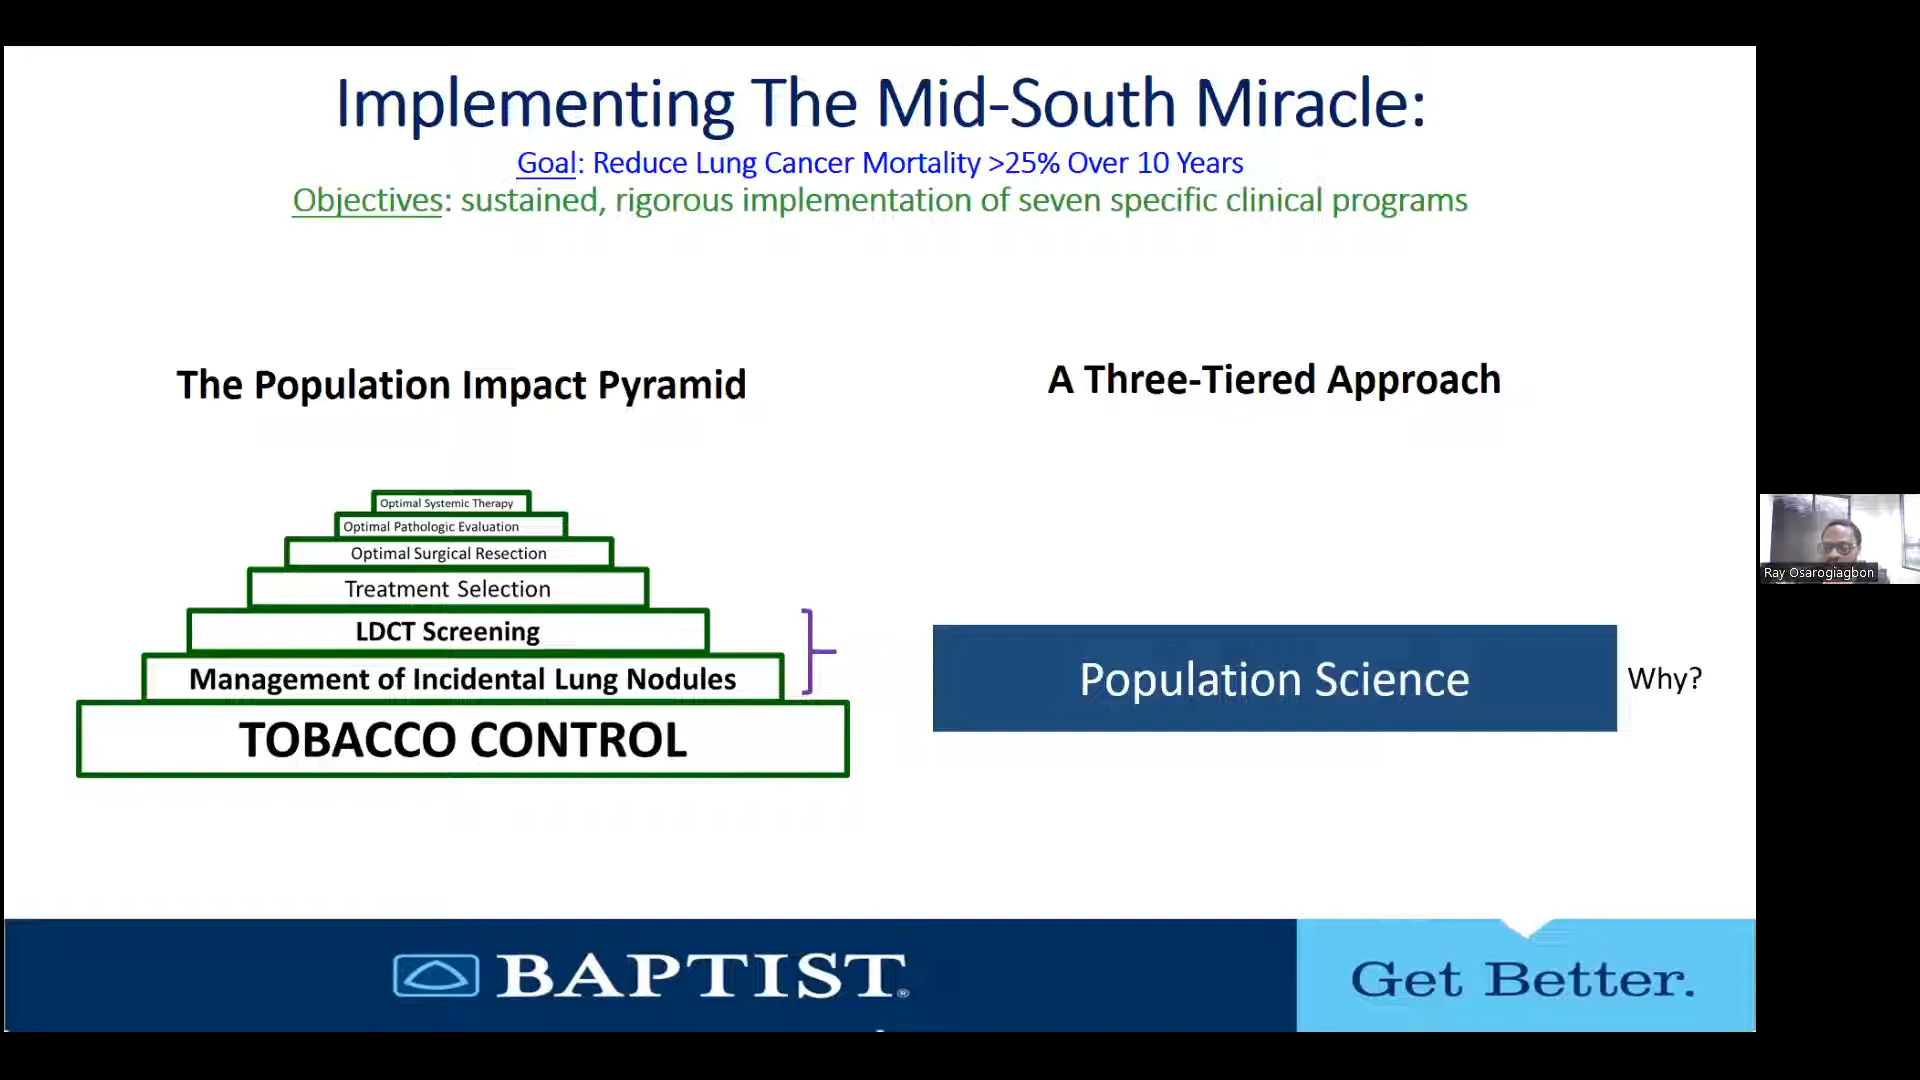 Implementing The Mid-South Miracle:
Goal: Reduce Lung Cancer Mortality >25% Over 10 Years
Objectives: sustained, rigorous implementation of seven specific clinical programs
The Population Impact Pyramid
Optimal Systemic Therapy
Optimal Pathologic Evaluation
Optimal Surgical Resection
Treatment Selection
LDCT Screening
Management of Incidental Lung Nodules
TOBACCO CONTROL
A Three-Tiered Approach
Population Science
Why?
Ray Osarogiagbon
BAPTIST®
Get Better.